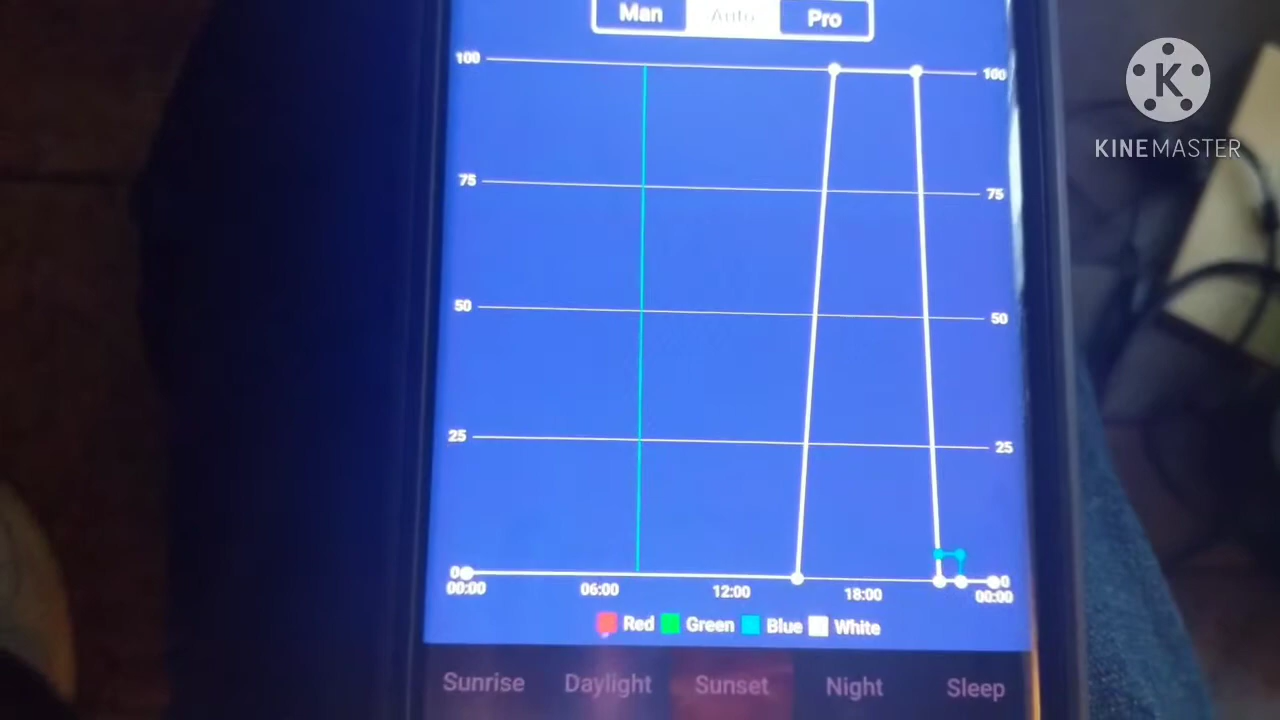 Man Auto Pro
100 100
KINEMASTER
75 75
50 50
25 25
0 0
00:00 06:00 12:00 18:00 00:00
Red Green Blue White
Sunrise Daylight Sunset Night Sleep